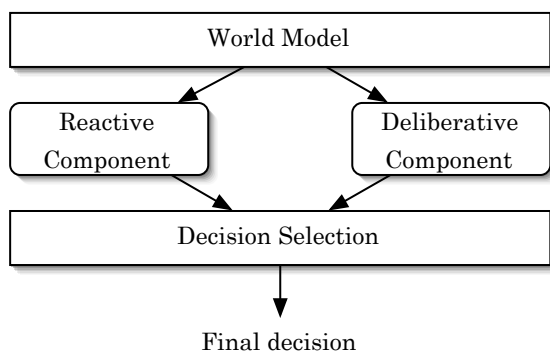 World Model
Reactive
Component
Deliberative
Component
Decision Selection
Final decision